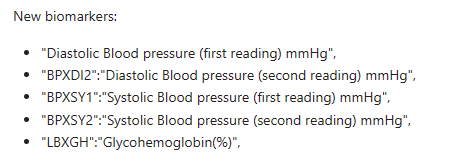 New biomarkers:
• "Diastolic Blood pressure (first reading) mmHg",
• "BPXDI2":"Diastolic Blood pressure (second reading) mmHg",
• "BPXSY1":"Systolic Blood pressure (first reading) mmHg",
• "BPXSY2":"Systolic Blood pressure (second reading) mmHg",
• "LBXGH":"Glycohemoglobin(%)",